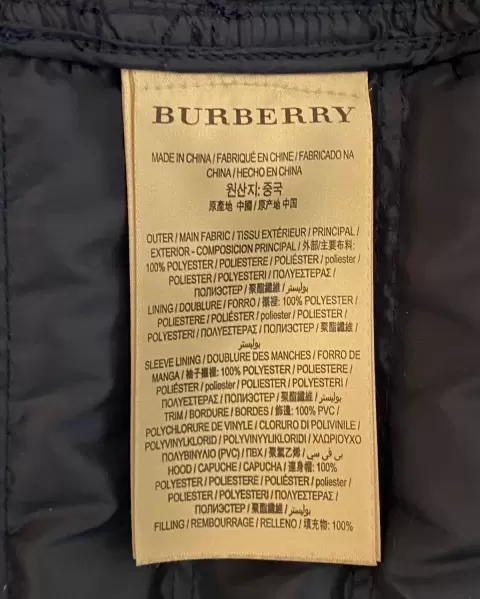 BURBERRY
MADE IN CHINA / FABRIQUÉ EN CHINE / FABRICADO NA
CHINA / HECHO EN CHINA
원산지: 중국
原產地 中國 / 原产地 中国
OUTER / MAIN FABRIC / TISSU EXTÉRIEUR / PRINCIPAL /
EXTERIOR - COMPOSICION PRINCIPAL / 外部/主要布料:
100% POLYESTER / POLIESTERE / POLIÉSTER / poliester /
POLIESTER / POLYESTERI / ΠΟΛΥΕΣΤΕΡΑΣ /
ПОЛИЭСТЕР / 聚酯纖維 / بوليستر
LINING / DOUBLURE / FORRO / 襯裡: 100% POLYESTER /
POLIESTERE / POLIÉSTER / poliester / POLIESTER /
POLYESTERI / ΠΟΛΥΕΣΤΕΡΑΣ / ПОЛИЭСТЕР / 聚酯纖維 /
بوليستر
SLEEVE LINING / DOUBLURE DES MANCHES / FORRO DE
MANGA / 袖子襯裡: 100% POLYESTER / POLIESTERE /
POLIÉSTER / poliester / POLIESTER / POLYESTERI /
ΠΟΛΥΕΣΤΕΡΑΣ / ПОЛИЭСТЕР / 聚酯纖維 / بوليستر
TRIM / BORDURE / BORDES / 飾邊: 100% PVC /
POLYCHLORURE DE VINYLE / CLORURO DI POLIVINILE /
POLYVINYLKLORID / POLYVINYLIKLORIDI / ΧΛΩΡΙΟΥΧΟ
ΠΟΛΥΒΙΝΥΛΙΟ (PVC) / ПВХ / 聚氯乙烯 / بي في سي
HOOD / CAPUCHE / CAPUCHA / 連身帽: 100%
POLYESTER / POLIESTERE / POLIÉSTER / poliester /
POLIESTER / POLYESTERI / ΠΟΛΥΕΣΤΕΡΑΣ /
ПОЛИЭСТЕР / 聚酯纖維 / بوليستر
FILLING / REMBOURRAGE / RELLENO / 填充物: 100%